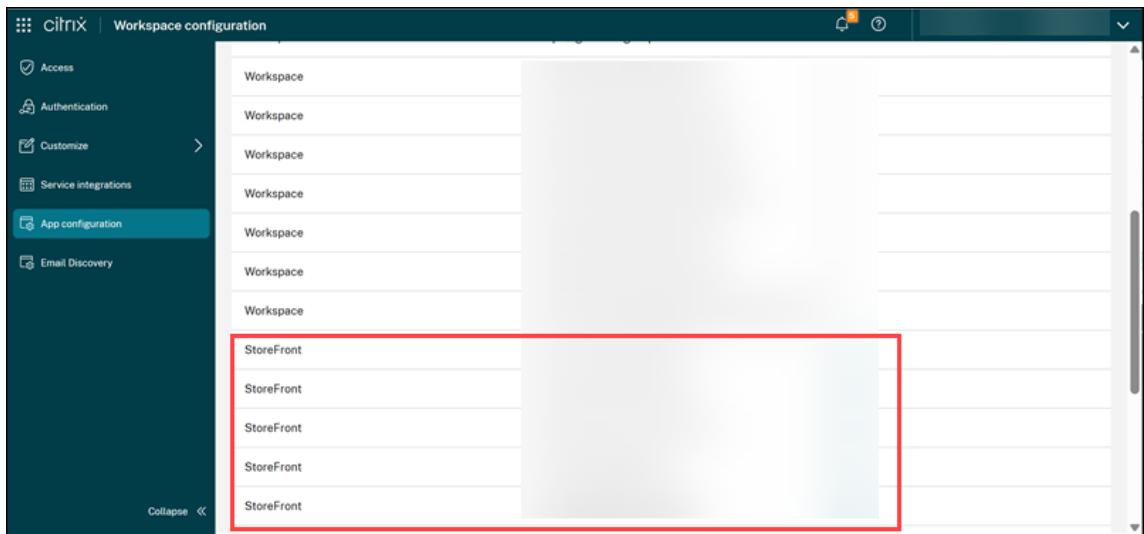 citrix Workspace configuration 5
Access
Authentication
Customize
Service integrations
App configuration
Email Discovery
Collapse
Workspace
Workspace
Workspace
Workspace
Workspace
Workspace
Workspace
StoreFront
StoreFront
StoreFront
StoreFront
StoreFront